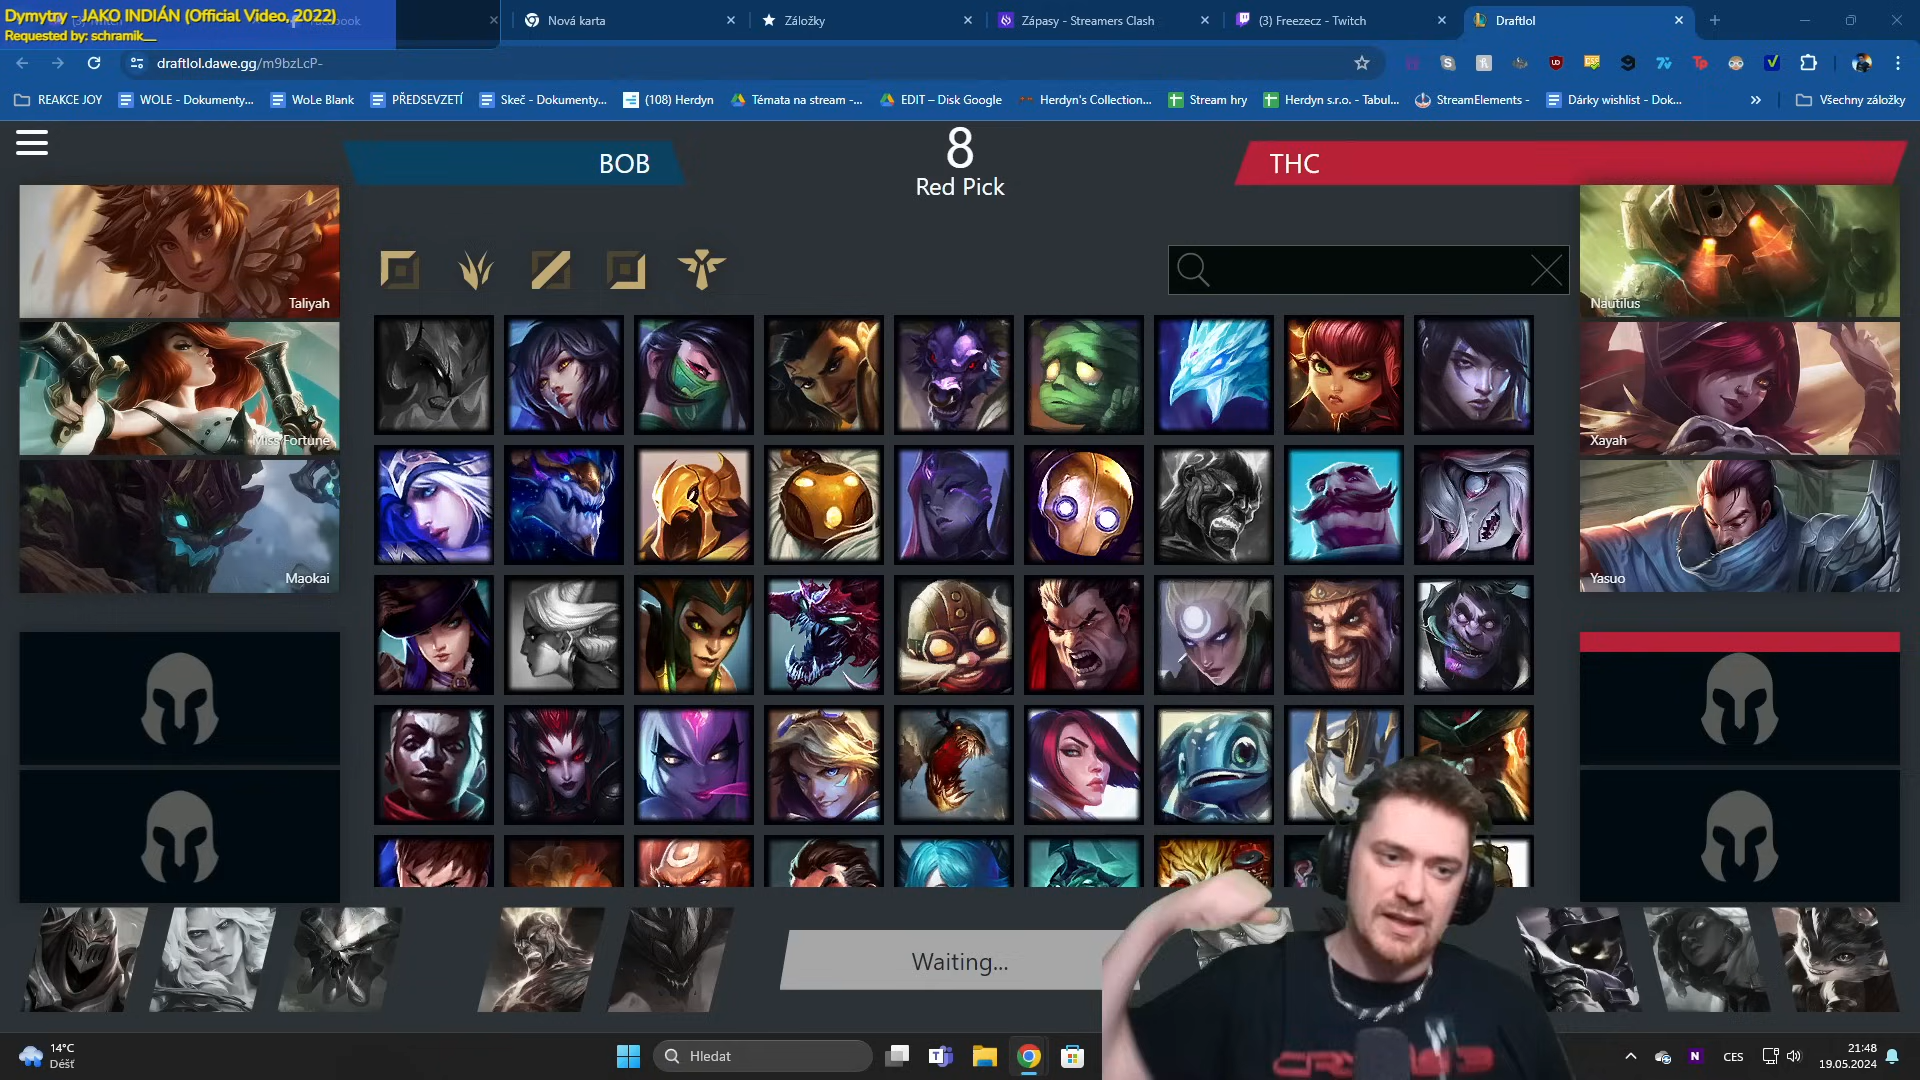 Dymytry - JAKO INDIÁN (Official Video, 2022)
Requested by: schramik__
Nová karta
Záložky
Zápasy - Streamers Clash
(3) Freezecz - Twitch
Draftlol
draftlol.dawe.gg/m9bzLcP-
REAKCE JOY
WOLE - Dokumenty...
WoLe Blank
PŘEDSEVZETÍ
Skeč - Dokumenty...
(108) Herdyn
Témata na stream -...
EDIT – Disk Google
Herdyn's Collection...
Stream hry
Herdyn s.r.o. - Tabul...
StreamElements -
Dárky wishlist - Dok...
Všechny záložky
BOB
8
Red Pick
THC
Taliyah
Miss Fortune
Maokai
Nautilus
Xayah
Yasuo
Waiting...
14°C
Déšť
Hledat
CES
21:48
19.05.2024